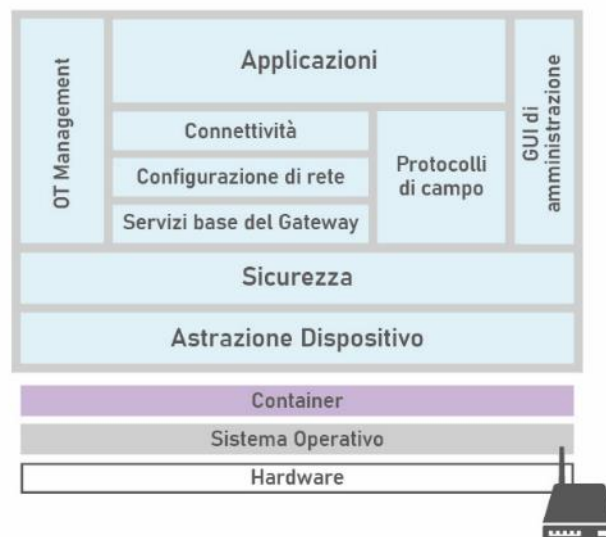 OT Management
Applicazioni
Connettività
Configurazione di rete
Servizi base del Gateway
Protocolli
di campo
GUI di
amministrazione
Sicurezza
Astrazione Dispositivo
Container
Sistema Operativo
Hardware